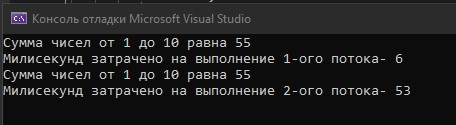 Консоль отладки Microsoft Visual Studio
Сумма чисел от 1 до 10 равна 55
Милисекунд затрачено на выполнение 1-ого потока- 6
Сумма чисел от 1 до 10 равна 55
Милисекунд затрачено на выполнение 2-ого потока- 53